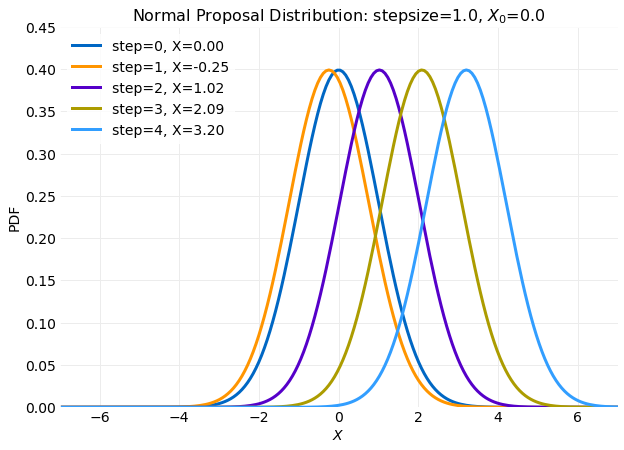 Normal Proposal Distribution: stepsize=1.0, X₀=0.0
0.45
0.40
0.35
0.30
0.25
0.20
0.15
0.10
0.05
0.00
PDF
step=0, X=0.00
step=1, X=-0.25
step=2, X=1.02
step=3, X=2.09
step=4, X=3.20
−6 −4 −2 0 2 4 6
X